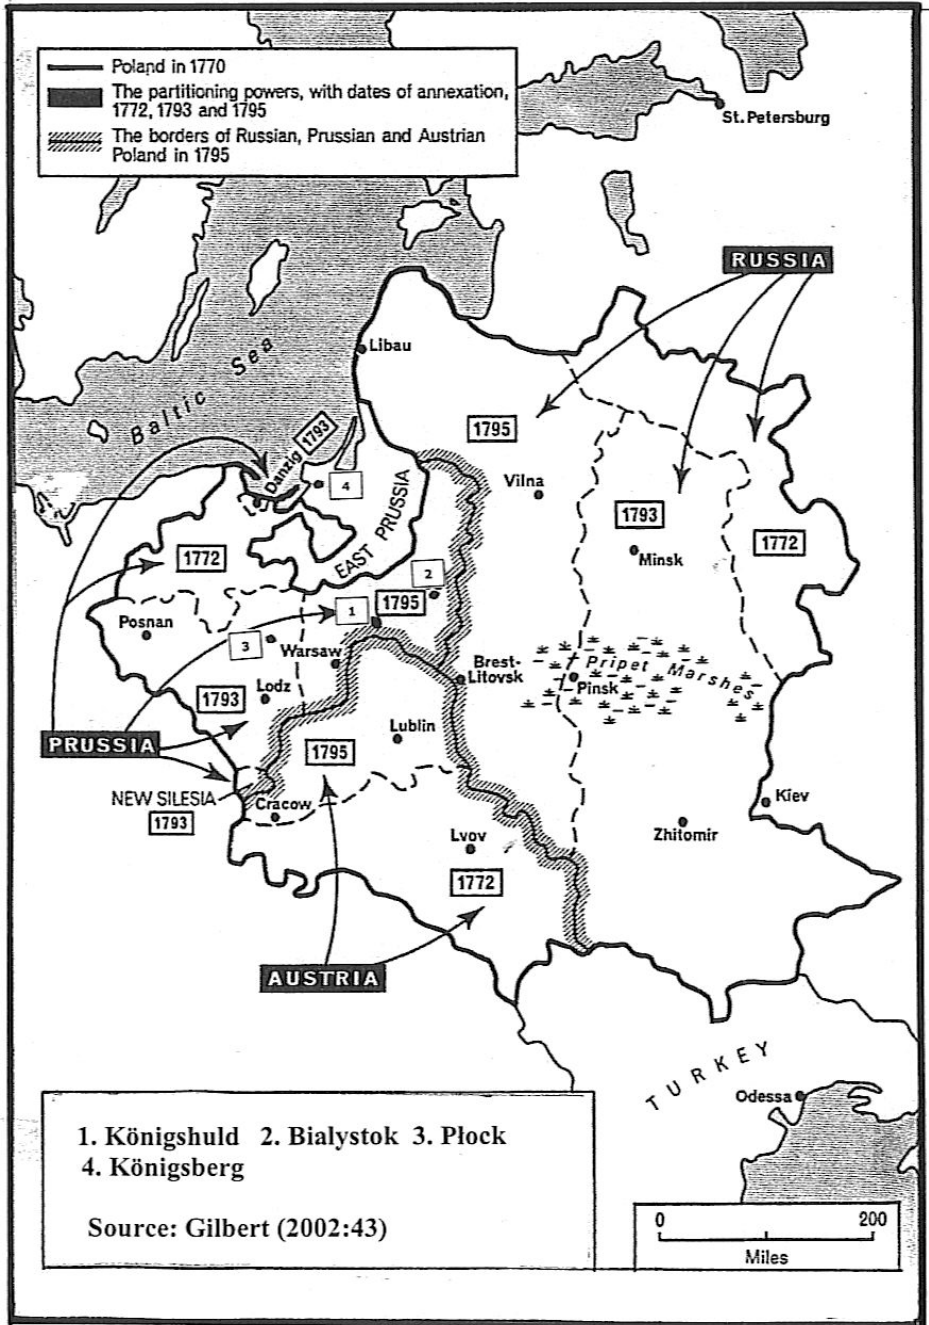 Poland in 1770
The partitioning powers, with dates of annexation,
1772, 1793 and 1795
The borders of Russian, Prussian and Austrian
Poland in 1795
St. Petersburg
RUSSIA
Libau
Baltic Sea
1795
Danzig 1793
4
Vilna
EAST PRUSSIA
1793
1772
1772
Minsk
2
1
1795
Posnan
3
Warsaw
Brest-
Litovsk
Pripet Marshes
Pinsk
Lodz
1793
PRUSSIA
Lublin
1795
NEW SILESIA
1793
Cracow
Kiev
Zhitomir
Lvov
1772
AUSTRIA
TURKEY
Odessa
1. Königshuld 2. Bialystok 3. Płock
4. Königsberg
Source: Gilbert (2002:43)
0 200
Miles